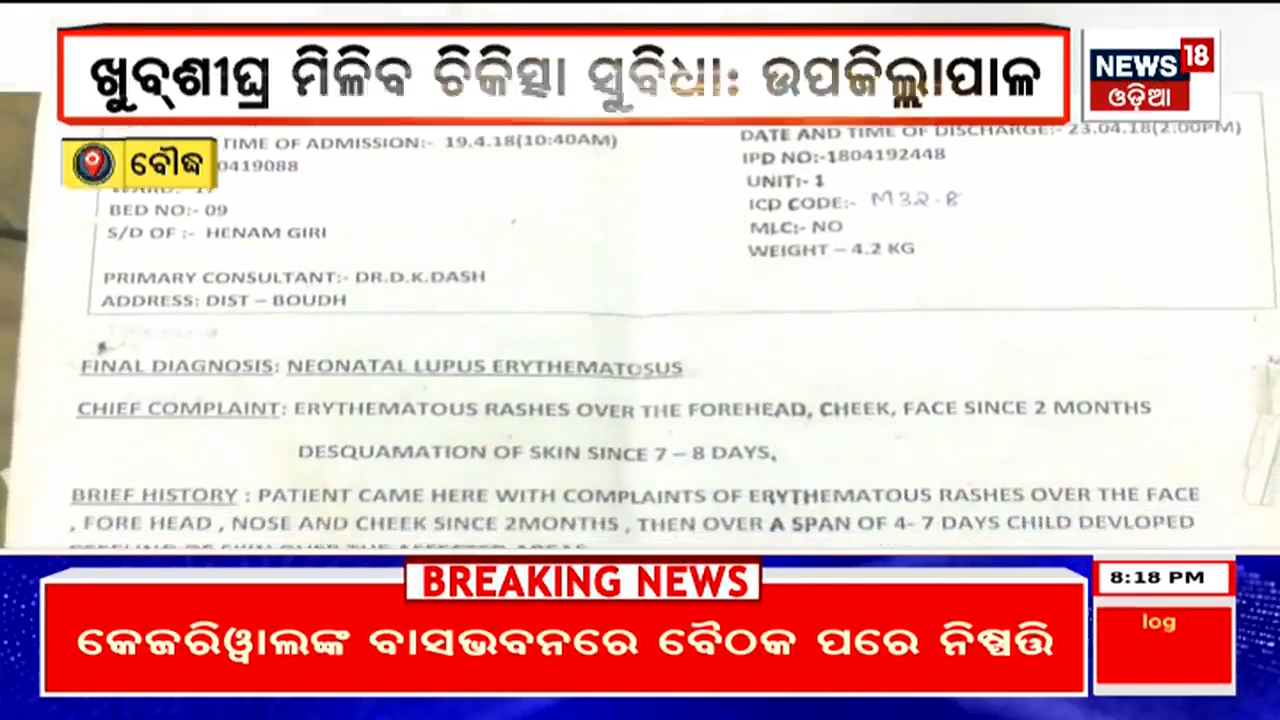 ଖୁବ୍‌ଶୀଘ୍ର ମିଳିବ ଚିକିତ୍ସା ସୁବିଧା: ଉପଜିଲ୍ଲାପାଳ
NEWS 18
ଓଡ଼ିଆ
ବୌଦ୍ଧ
TIME OF ADMISSION:- 19.4.18(10:40AM)
DATE AND TIME OF DISCHARGE:- 23.04.18(2:00PM)
0419088
IPD NO:-1804192448
UNIT:- 1
BED NO:- 09
ICD CODE:- M32.8
S/D OF :- HENAM GIRI
MLC:- NO
WEIGHT – 4.2 KG
PRIMARY CONSULTANT:- DR.D.K.DASH
ADDRESS: DIST – BOUDH
FINAL DIAGNOSIS: NEONATAL LUPUS ERYTHEMATOSUS
CHIEF COMPLAINT: ERYTHEMATOUS RASHES OVER THE FOREHEAD, CHEEK, FACE SINCE 2 MONTHS
DESQUAMATION OF SKIN SINCE 7 – 8 DAYS,
BRIEF HISTORY : PATIENT CAME HERE WITH COMPLAINTS OF ERYTHEMATOUS RASHES OVER THE FACE
, FORE HEAD , NOSE AND CHEEK SINCE 2MONTHS , THEN OVER A SPAN OF 4- 7 DAYS CHILD DEVLOPED
BREAKING NEWS
8:18 PM
କେଜରିୱାଲଙ୍କ ବାସଭବନରେ ବୈଠକ ପରେ ନିଷ୍ପତ୍ତି
log